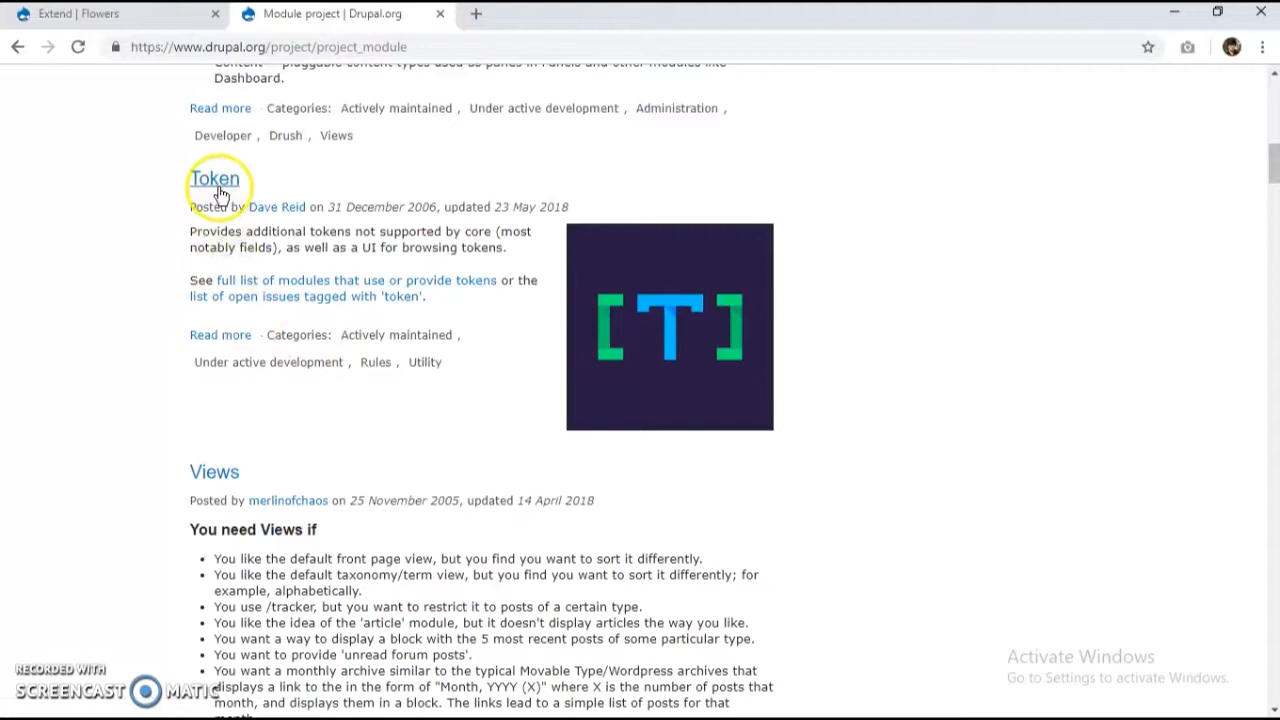 Extend | Flowers
Module project | Drupal.org
https://www.drupal.org/project/project_module
Content - pluggable content types used as panes in Panels and other modules like
Dashboard.
Read more · Categories: Actively maintained , Under active development , Administration ,
Developer , Drush , Views
Token
Posted by Dave Reid on 31 December 2006, updated 23 May 2018
Provides additional tokens not supported by core (most
notably fields), as well as a UI for browsing tokens.
See full list of modules that use or provide tokens or the
list of open issues tagged with 'token'.
Read more · Categories: Actively maintained ,
Under active development , Rules , Utility
[T]
Views
Posted by merlinofchaos on 25 November 2005, updated 14 April 2018
You need Views if
• You like the default front page view, but you find you want to sort it differently.
• You like the default taxonomy/term view, but you find you want to sort it differently; for
example, alphabetically.
• You use /tracker, but you want to restrict it to posts of a certain type.
• You like the idea of the 'article' module, but it doesn't display articles the way you like.
• You want a way to display a block with the 5 most recent posts of some particular type.
• You want to provide 'unread forum posts'.
• You want a monthly archive similar to the typical Movable Type/Wordpress archives that
displays a link to the in the form of "Month, YYYY (X)" where X is the number of posts that
month, and displays them in a block. The links lead to a simple list of posts for that
month.
Activate Windows
Go to Settings to activate Windows.
RECORDED WITH
SCREENCAST MATIC